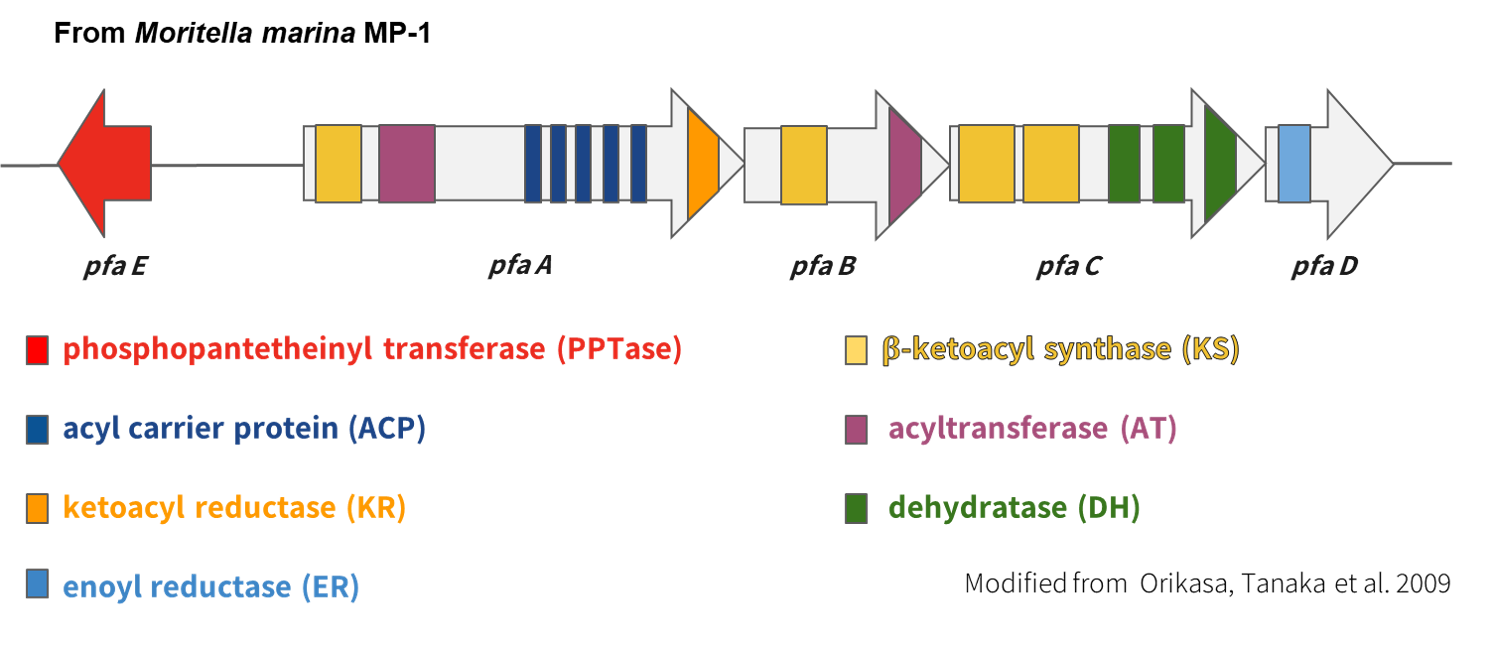 From Moritella marina MP-1
pfa E
pfa A
pfa B
pfa C
pfa D
phosphopantetheinyl transferase (PPTase)
β-ketoacyl synthase (KS)
acyl carrier protein (ACP)
acyltransferase (AT)
ketoacyl reductase (KR)
dehydratase (DH)
enoyl reductase (ER)
Modified from Orikasa, Tanaka et al. 2009